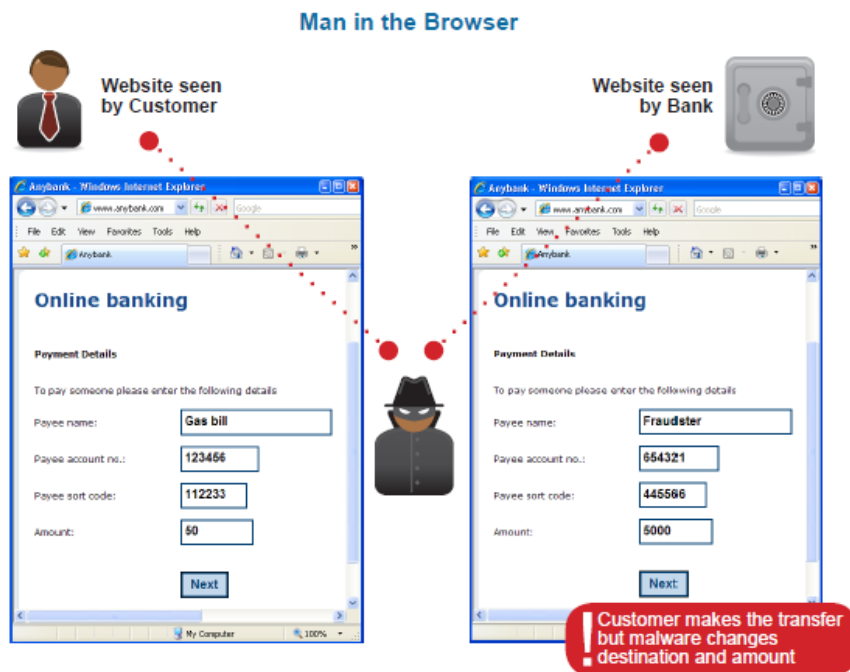 Man in the Browser
Website seen
by Customer
Website seen
by Bank
Anybank - Windows Internet Explorer
www.anybank.com
Google
File Edit View Favorites Tools Help
Anybank
Online banking
Payment Details
To pay someone please enter the following details
Payee name:
Gas bill
Payee account no.:
123456
Payee sort code:
112233
Amount:
50
Next
My Computer
100%
Anybank - Windows Internet Explorer
www.anybank.com
Google
File Edit View Favorites Tools Help
Anybank
Online banking
Payment Details
To pay someone please enter the following details
Payee name:
Fraudster
Payee account no.:
654321
Payee sort code:
445566
Amount:
5000
Next
! Customer makes the transfer
but malware changes
destination and amount